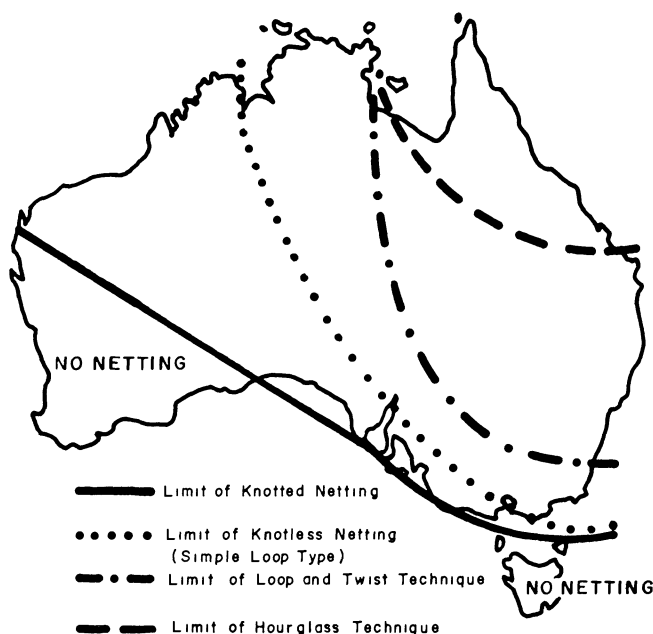 NO NETTING
Limit of Knotted Netting
Limit of Knotless Netting
(Simple Loop Type)
Limit of Loop and Twist Technique
NO NETTING
Limit of Hourglass Technique